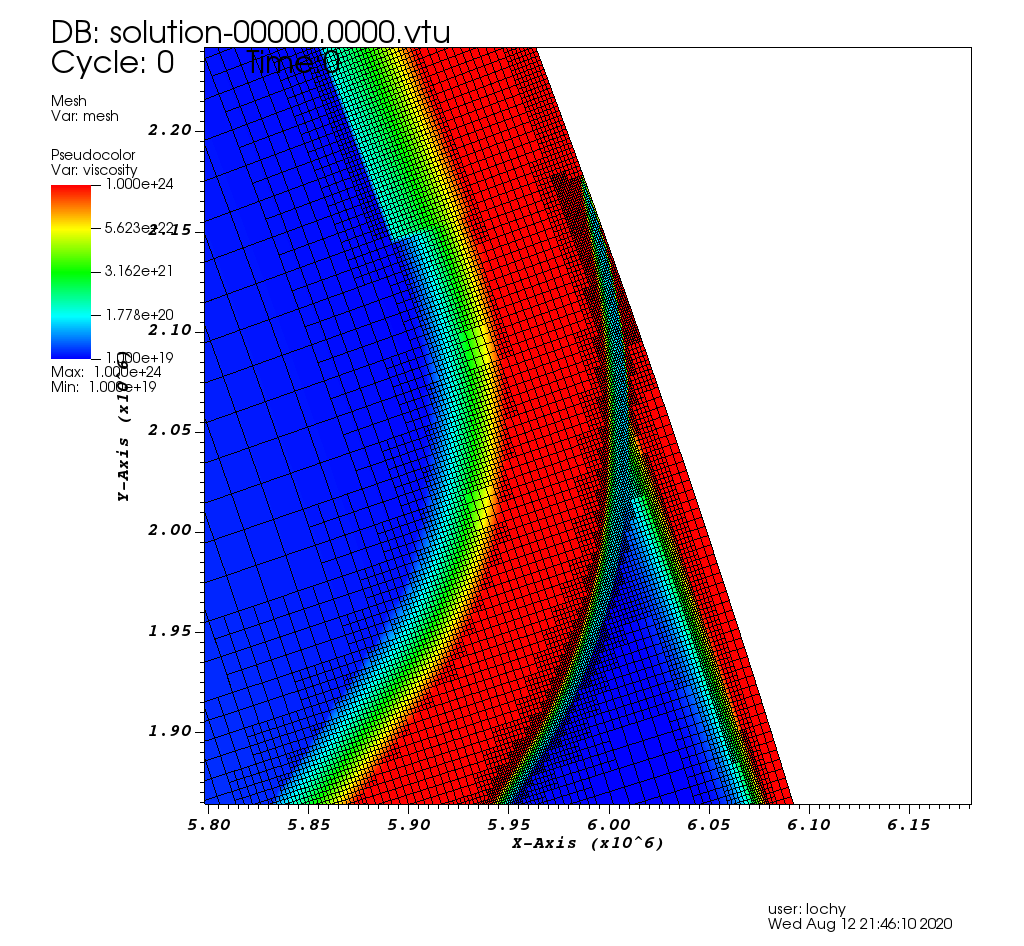 DB: solution-00000.0000.vtu
Cycle: 0 Time:0
Mesh
Var: mesh
Pseudocolor
Var: viscosity
1.000e+24
5.623e+22
3.162e+21
1.778e+20
1.000e+19
Max: 1.000e+24
Min: 1.000e+19
2.20
2.15
2.10
2.05
2.00
1.95
1.90
Y-Axis (x10^6)
5.80 5.85 5.90 5.95 6.00 6.05 6.10 6.15
X-Axis (x10^6)
user: lochy
Wed Aug 12 21:46:10 2020